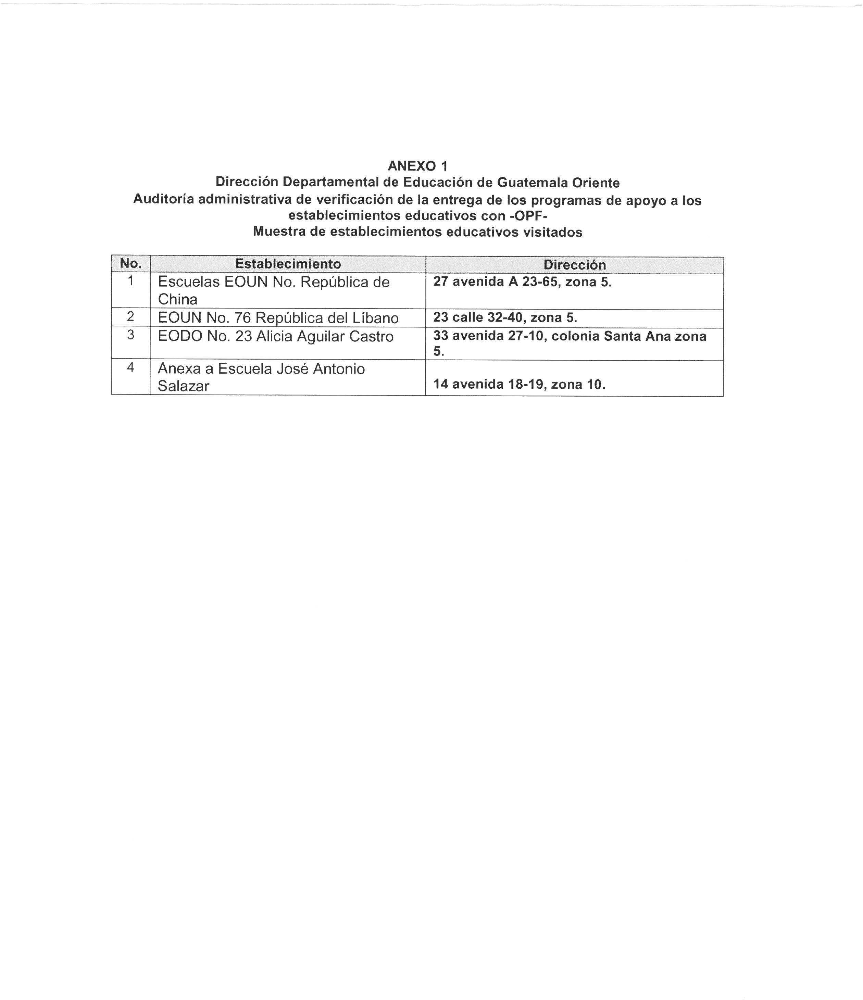 ANEXO 1
Dirección Departamental de Educación de Guatemala Oriente
Auditoría administrativa de verificación de la entrega de los programas de apoyo a los
establecimientos educativos con -OPF-
Muestra de establecimientos educativos visitados
No. Establecimiento Dirección
1 Escuelas EOUN No. República de 27 avenida A 23-65, zona 5.
China
2 EOUN No. 76 República del Líbano 23 calle 32-40, zona 5.
3 EODO No. 23 Alicia Aguilar Castro 33 avenida 27-10, colonia Santa Ana zona
5.
4 Anexa a Escuela José Antonio
Salazar 14 avenida 18-19, zona 10.